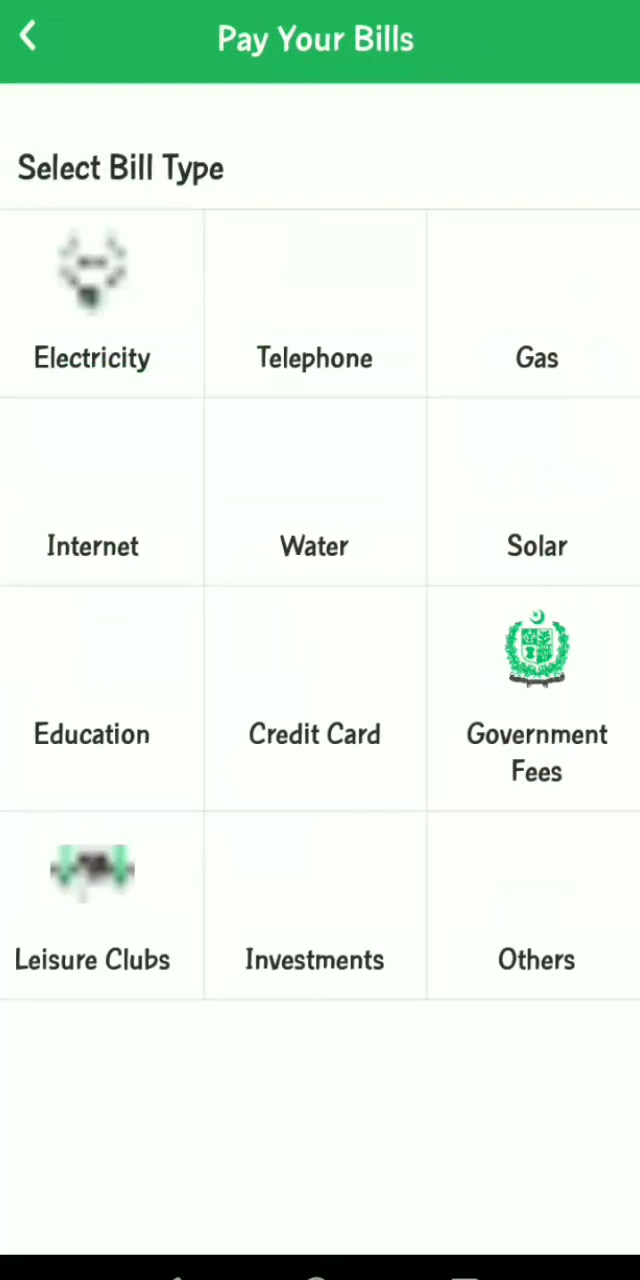 Pay Your Bills
Select Bill Type
Electricity
Telephone
Gas
Internet
Water
Solar
Education
Credit Card
Government
Fees
Leisure Clubs
Investments
Others